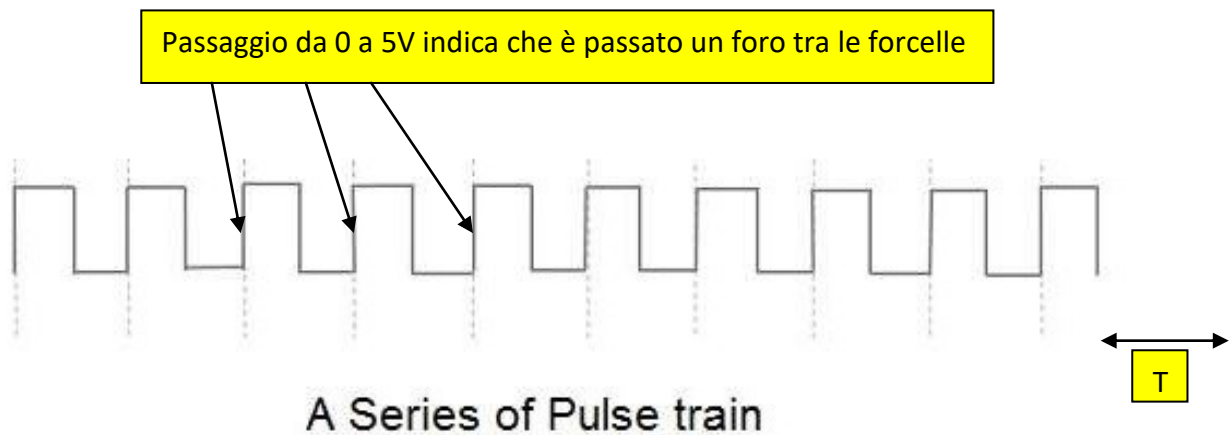 Passaggio da 0 a 5V indica che è passato un foro tra le forcelle
T
A Series of Pulse train